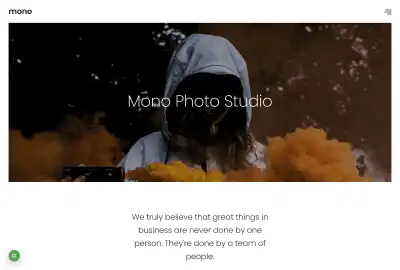 mono
Mono Photo Studio
We truly believe that great things in
business are never done by one
person. They're done by a team of
people.